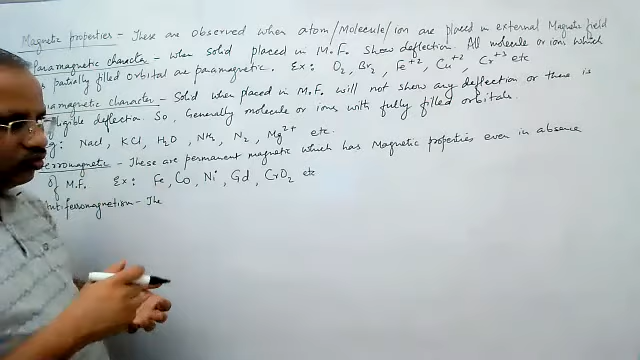 Magnetic properties - These are observed when atom/Molecule/ion are placed in external Magnetic field
Paramagnetic character - when solid placed in M.F. show deflection. All molecule or ions which
partially filled orbital are paramagnetic. Ex: O2, Br2, Fe+2, Cu+2, Cr+3 etc
amagnetic character - Solid when placed in M.F. will not show any deflection or there is
ligible deflection. So, Generally molecule or ions with fully filled orbitals.
g: Nacl, KCl, H2O, NH3, N2, Mg2+ etc.
erromagnetic - These are permanent magnetic which has Magnetic properties even in absence
of M.F. Ex: Fe, Co, Ni, Gd, CrO2 etc
ntiferromagnetism - The